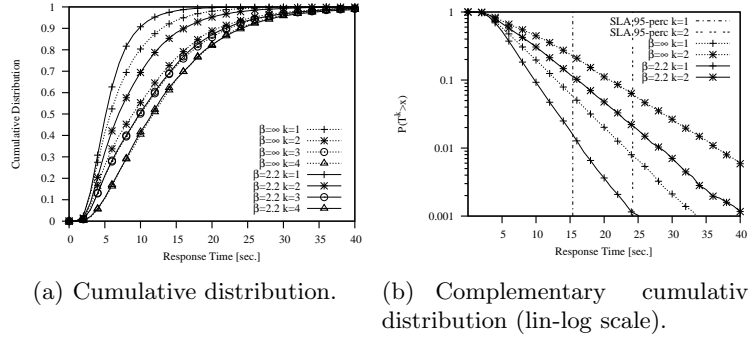 1
0.9
0.8
0.7
0.6
0.5
0.4
0.3
0.2
0.1
0
Cumulative Distribution
0 5 10 15 20 25 30 35 40
Response Time [sec.]
β=∞ k=1
β=∞ k=2
β=∞ k=3
β=∞ k=4
β=2.2 k=1
β=2.2 k=2
β=2.2 k=3
β=2.2 k=4
(a) Cumulative distribution.
1
0.1
0.01
0.001
P(Γᵏ>x)
5 10 15 20 25 30 35 40
Response Time [sec.]
SLA,95-perc k=1
SLA,95-perc k=2
β=∞ k=1
β=∞ k=2
β=2.2 k=1
β=2.2 k=2
(b) Complementary cumulativ
distribution (lin-log scale).